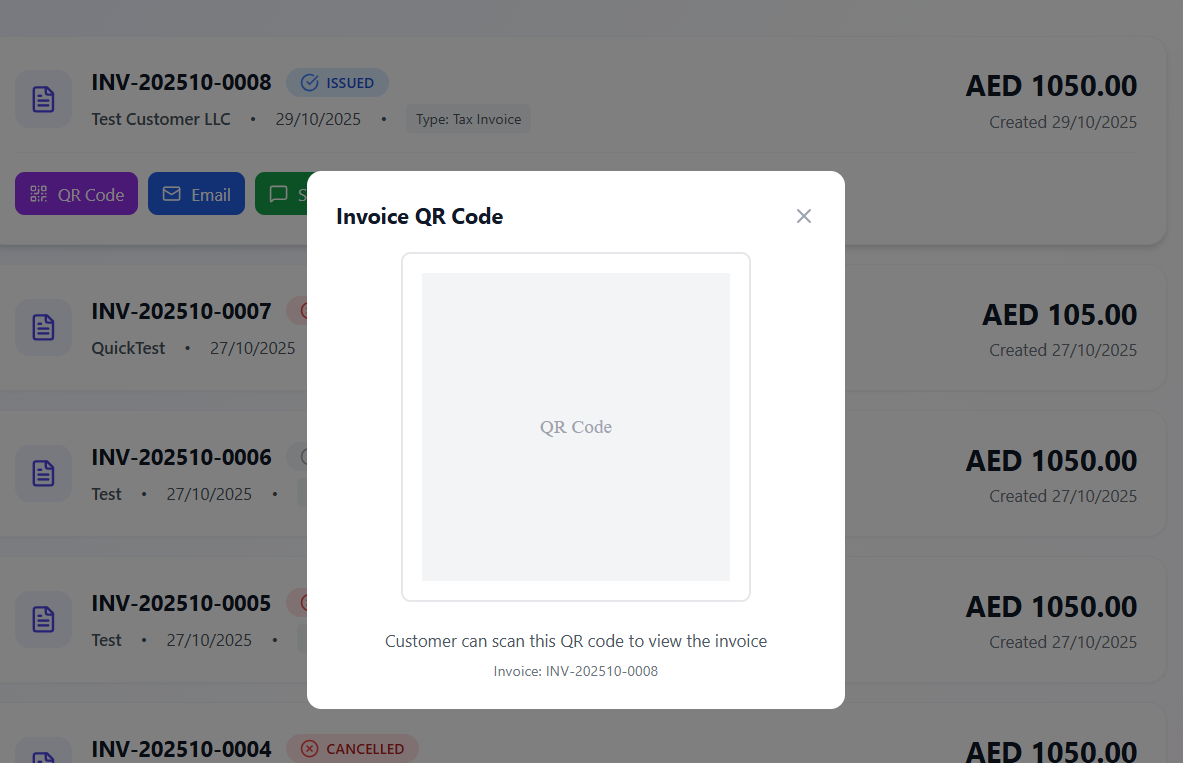 INV-202510-0008 ISSUED AED 1050.00
Test Customer LLC • 29/10/2025 • Type: Tax Invoice Created 29/10/2025
QR Code Email S
Invoice QR Code
INV-202510-0007 AED 105.00
QuickTest • 27/10/2025 Created 27/10/2025
QR Code
INV-202510-0006 AED 1050.00
Test • 27/10/2025 • Created 27/10/2025
INV-202510-0005 AED 1050.00
Test • 27/10/2025 • Created 27/10/2025
Customer can scan this QR code to view the invoice
Invoice: INV-202510-0008
INV-202510-0004 CANCELLED AED 1050.00